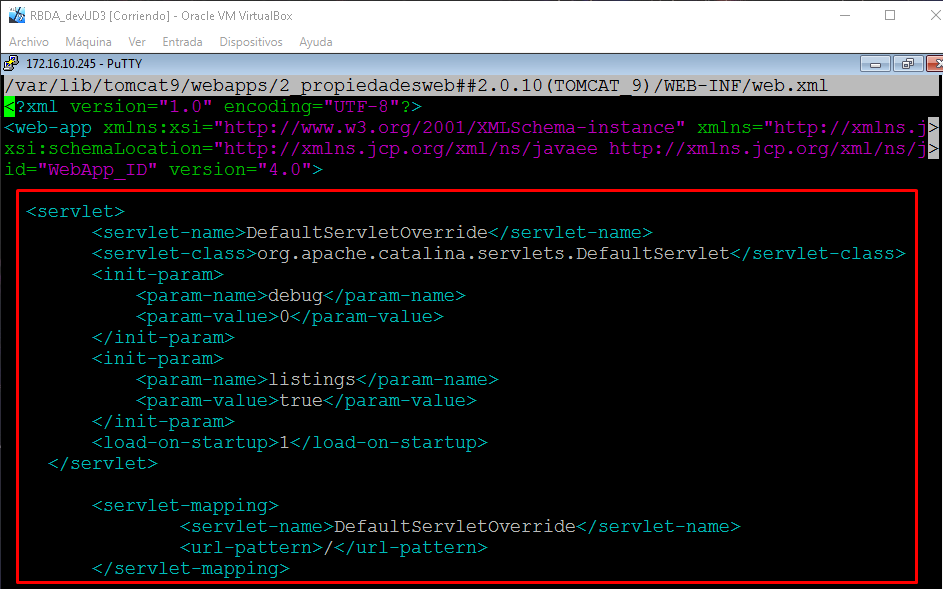 RBDA_devUD3 [Corriendo] - Oracle VM VirtualBox
Archivo Máquina Ver Entrada Dispositivos Ayuda
172.16.10.245 - PuTTY
/var/lib/tomcat9/webapps/2_propiedadesweb##2.0.10(TOMCAT_9)/WEB-INF/web.xml
<?xml version="1.0" encoding="UTF-8"?>
<web-app xmlns:xsi="http://www.w3.org/2001/XMLSchema-instance" xmlns="http://xmlns.j>
xsi:schemaLocation="http://xmlns.jcp.org/xml/ns/javaee http://xmlns.jcp.org/xml/ns/j>
id="WebApp_ID" version="4.0">
<servlet>
<servlet-name>DefaultServletOverride</servlet-name>
<servlet-class>org.apache.catalina.servlets.DefaultServlet</servlet-class>
<init-param>
<param-name>debug</param-name>
<param-value>0</param-value>
</init-param>
<init-param>
<param-name>listings</param-name>
<param-value>true</param-value>
</init-param>
<load-on-startup>1</load-on-startup>
</servlet>
<servlet-mapping>
<servlet-name>DefaultServletOverride</servlet-name>
<url-pattern>/</url-pattern>
</servlet-mapping>